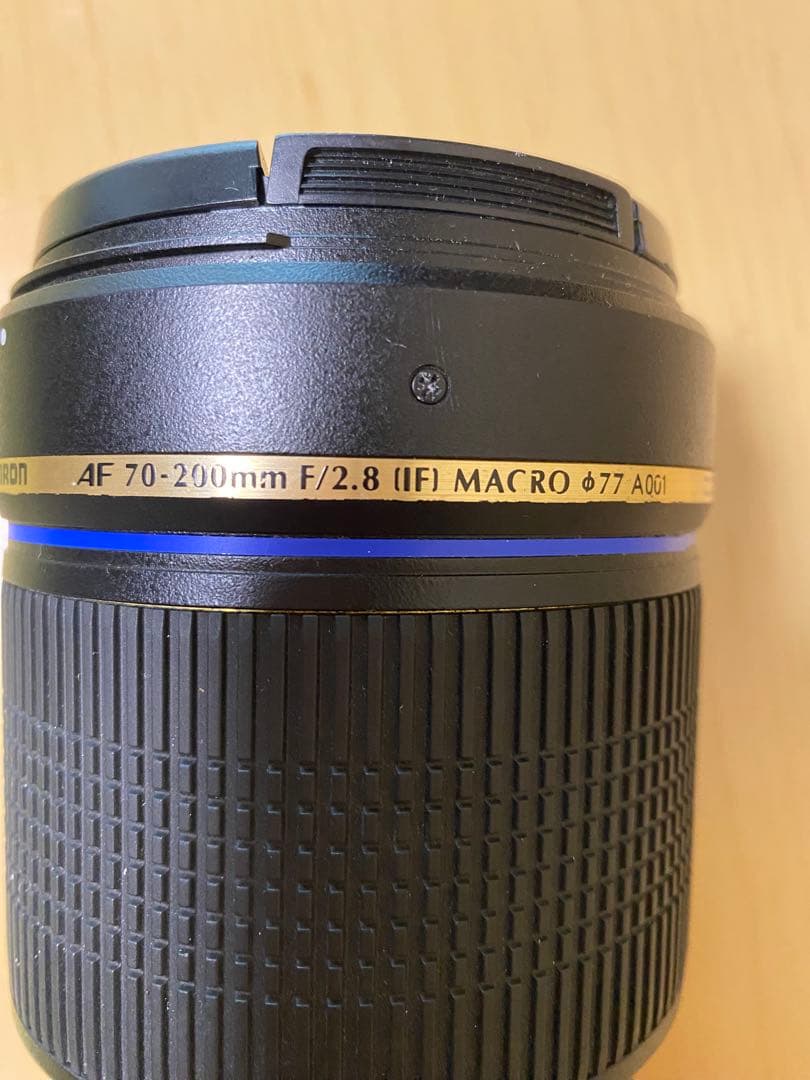 AF 70-200mm F/2.8 (IF) MACRO ϕ77 A001